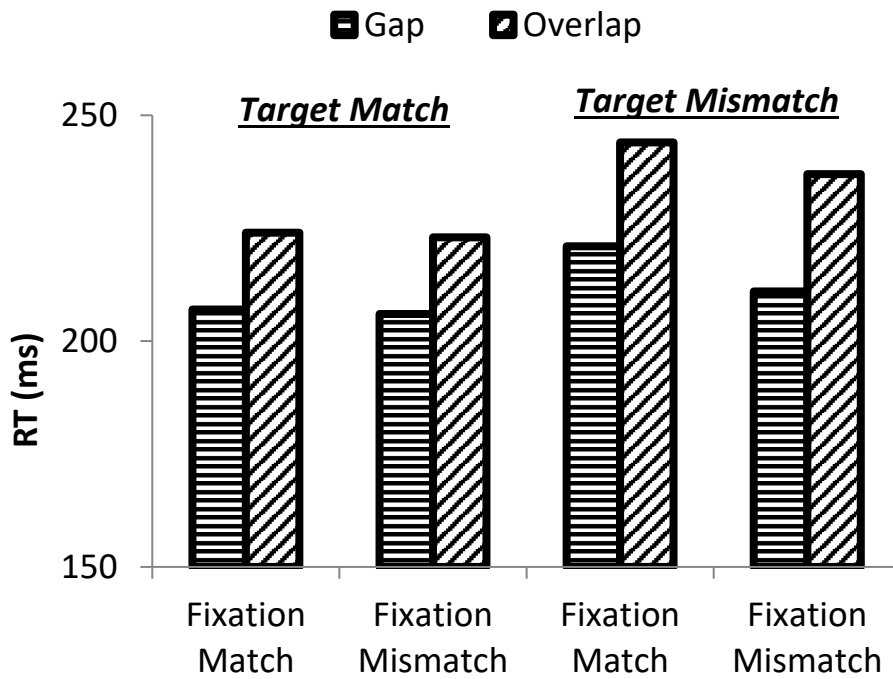 Gap Overlap
Target Match Target Mismatch
250
200
150
RT (ms)
Fixation Match
Fixation Mismatch
Fixation Match
Fixation Mismatch